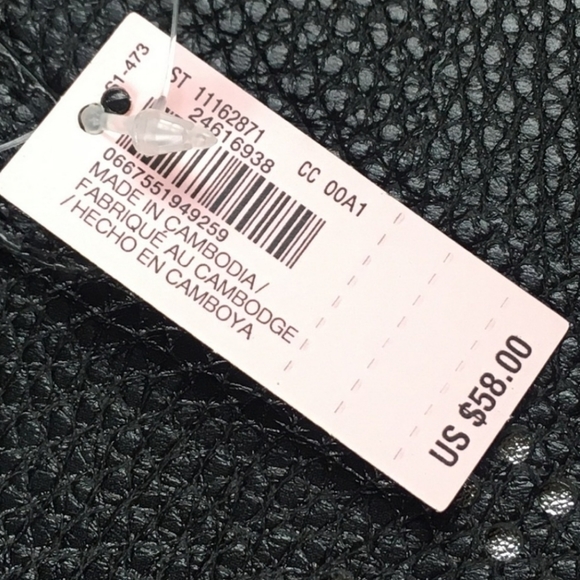 ST 11162871
24616938 CC 00A1
0667551949259
MADE IN CAMBODIA/
FABRIQUÉ AU CAMBODGE
/HECHO EN CAMBOYA
US $58.00